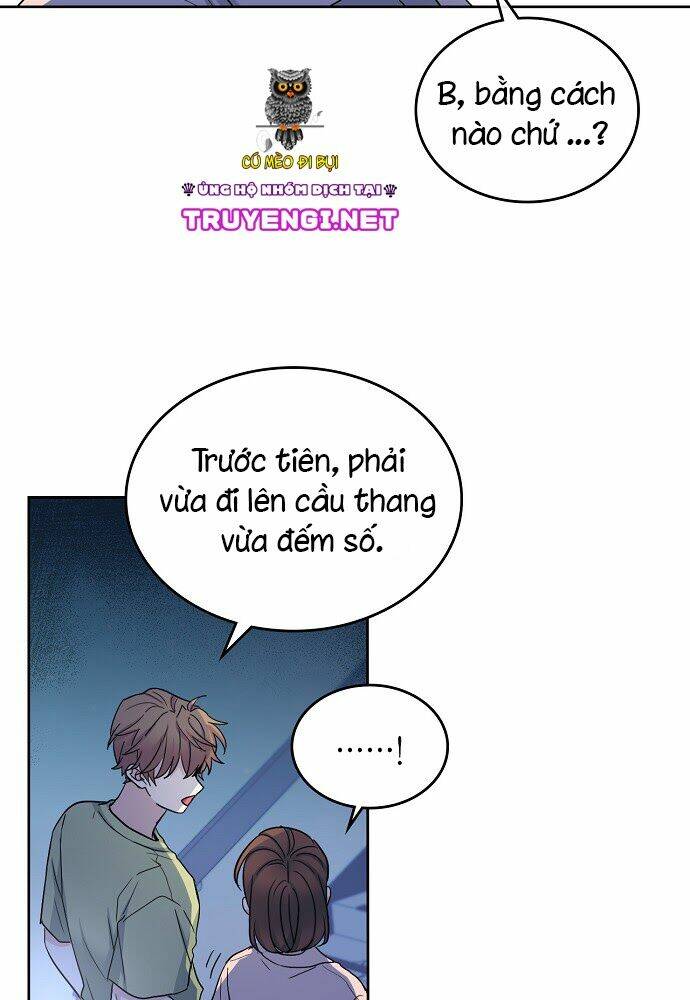 B, bằng cách
nào chứ ...?
CÚ MÈO ĐI BỤI
ỦNG HỘ NHÓM DỊCH TẠI
TRUYENGI.NET
Trước tiên, phải
vừa đi lên cầu thang
vừa đếm số.
......!